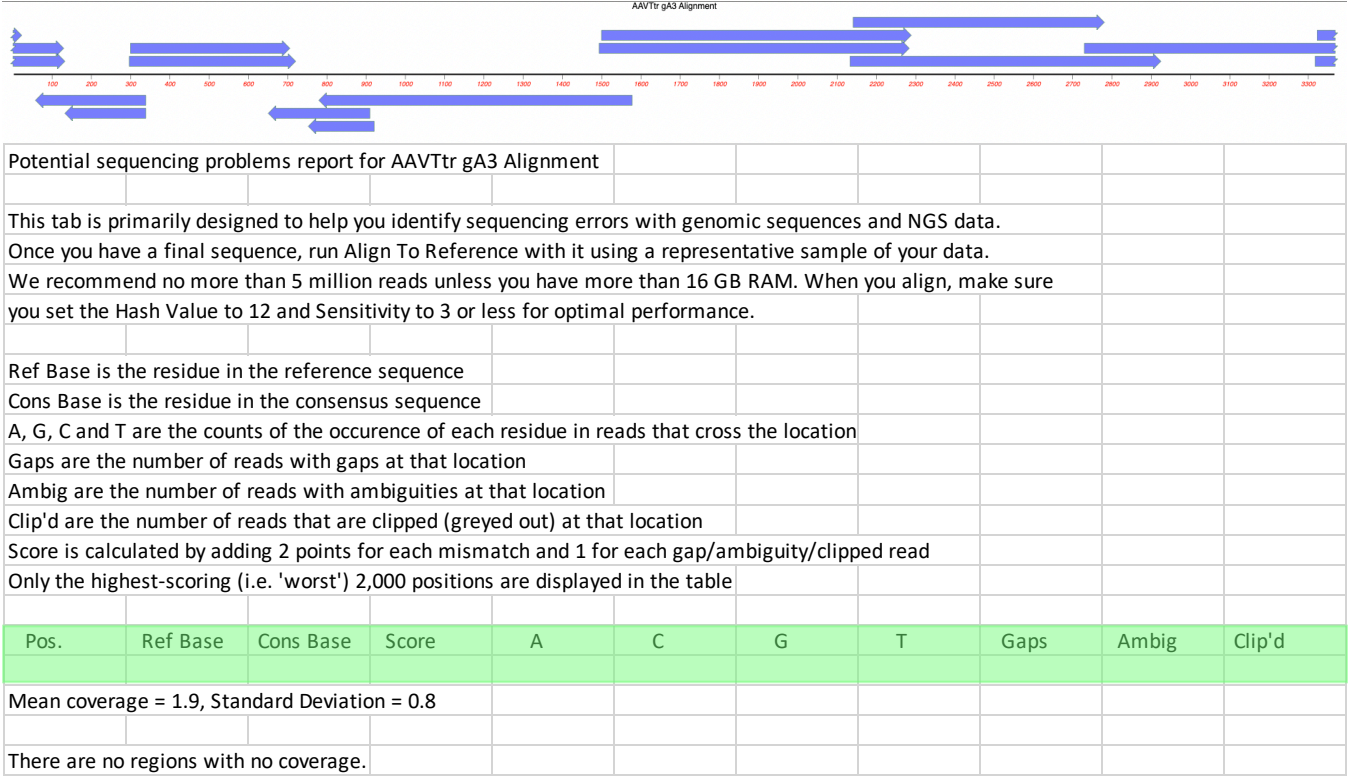 AAVTtr gA3 Alignment
100 200 300 400 500 600 700 800 900 1000 1100 1200 1300 1400 1500 1600 1700 1800 1900 2000 2100 2200 2300 2400 2500 2600 2700 2800 2900 3000 3100 3200 3300
Potential sequencing problems report for AAVTtr gA3 Alignment
This tab is primarily designed to help you identify sequencing errors with genomic sequences and NGS data.
Once you have a final sequence, run Align To Reference with it using a representative sample of your data.
We recommend no more than 5 million reads unless you have more than 16 GB RAM. When you align, make sure
you set the Hash Value to 12 and Sensitivity to 3 or less for optimal performance.
Ref Base is the residue in the reference sequence
Cons Base is the residue in the consensus sequence
A, G, C and T are the counts of the occurence of each residue in reads that cross the location
Gaps are the number of reads with gaps at that location
Ambig are the number of reads with ambiguities at that location
Clip'd are the number of reads that are clipped (greyed out) at that location
Score is calculated by adding 2 points for each mismatch and 1 for each gap/ambiguity/clipped read
Only the highest-scoring (i.e. 'worst') 2,000 positions are displayed in the table
Pos. Ref Base Cons Base Score A C G T Gaps Ambig Clip'd
Mean coverage = 1.9, Standard Deviation = 0.8
There are no regions with no coverage.